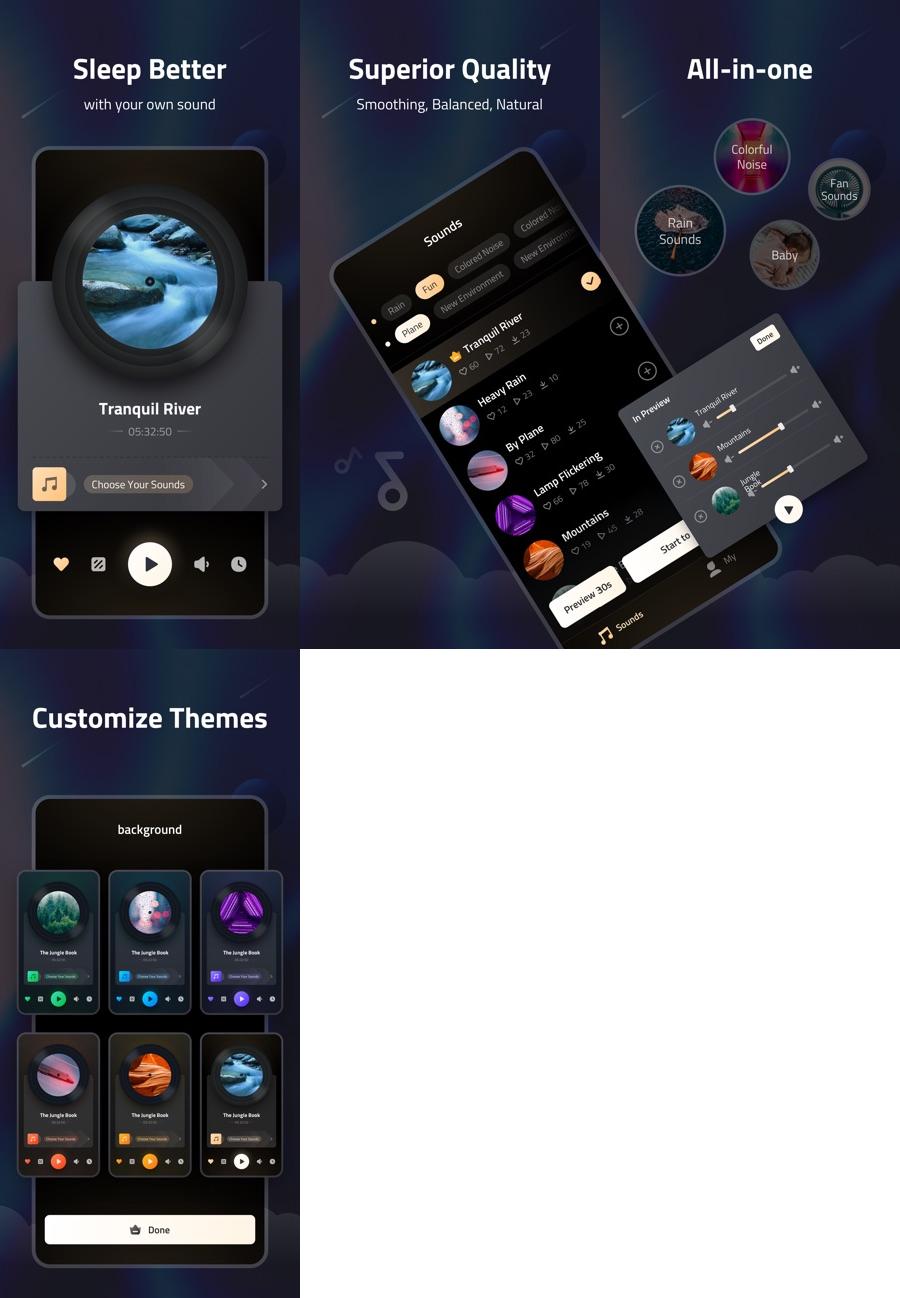 Sleep Better
with your own sound
Tranquil River
05:32:50
Choose Your Sounds
Superior Quality
Smoothing, Balanced, Natural
Sounds
Rain
Fun
Colored Noise
Plane
New Environment
Tranquil River
60 72 23
Heavy Rain
12 23 10
By Plane
32 80 25
Lamp Flickering
66 78 30
Mountains
19 45 28
Preview 30s
Start to
Sounds
My
All-in-one
Colorful
Noise
Fan
Sounds
Rain
Sounds
Baby
Done
In Preview
Tranquil River
Mountains
Jungle
Book
Customize Themes
background
The Jungle Book
Choose Your Sounds
The Jungle Book
Choose Your Sounds
The Jungle Book
Choose Your Sounds
The Jungle Book
Choose Your Sounds
The Jungle Book
Choose Your Sounds
The Jungle Book
Choose Your Sounds
Done